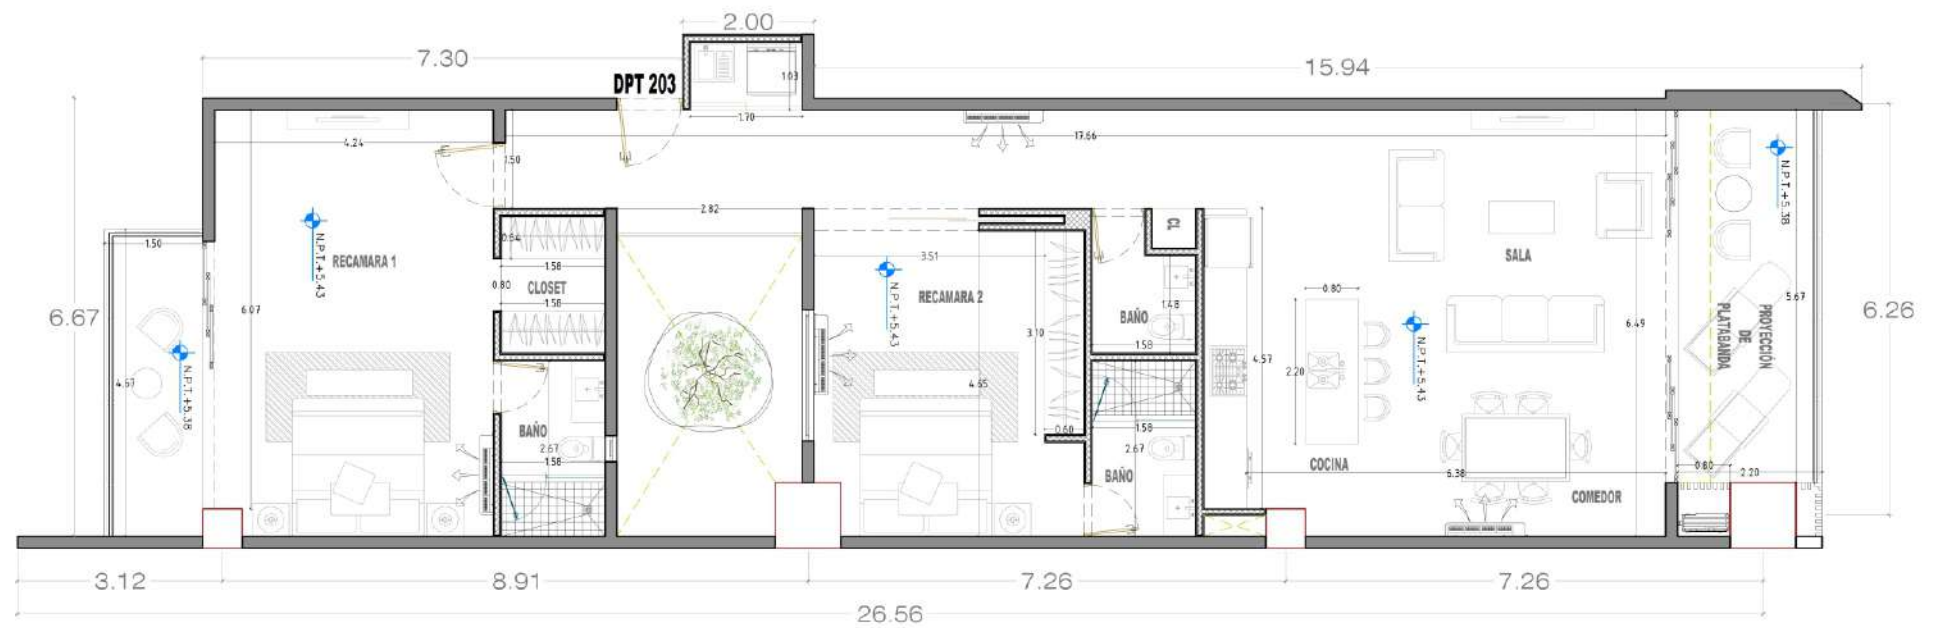 2.00
7.30
15.94
DPT 203
1.03
1.70
4.24
17.66
1.50
2.82
6.67
1.50
4.67
N.P.T.+5.38
N.P.T.+5.43
RECAMARA 1
6.07
0.64
1.58
0.80
CLOSET
1.58
BAÑO
2.67
1.58
3.51
N.P.T.+5.43
RECAMARA 2
3.10
4.65
0.60
CL
1.48
BAÑO
1.58
1.58
2.67
BAÑO
4.57
0.80
2.20
COCINA
N.P.T.+5.43
SALA
6.49
6.38
COMEDOR
N.P.T.+5.38
5.67
PROYECCIÓN
DE
PLATABANDA
0.80
2.20
6.26
3.12
8.91
7.26
7.26
26.56